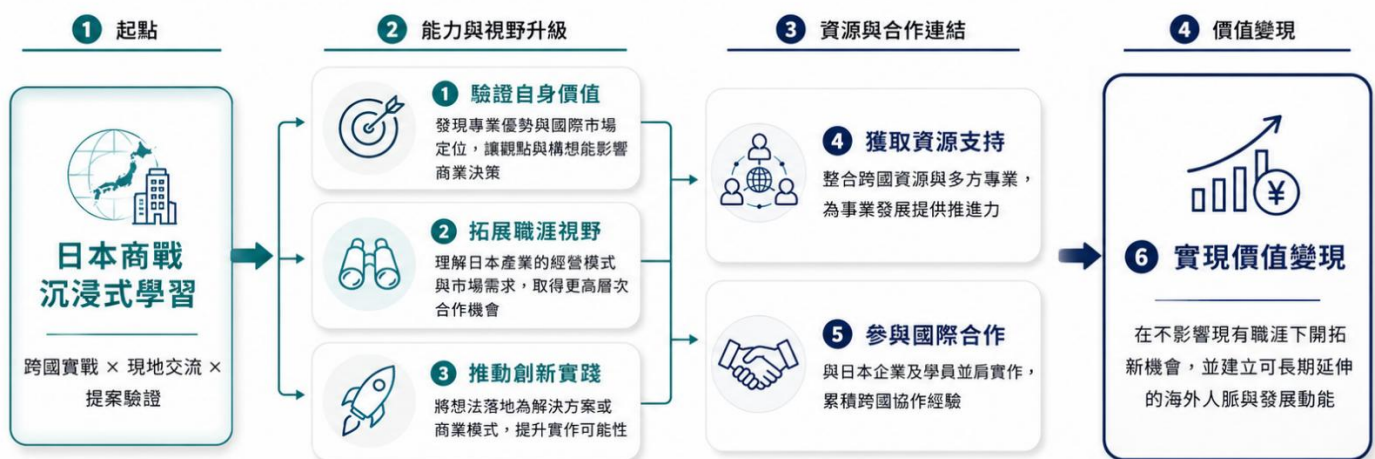 1 起點
日本商戰
沉浸式學習
跨國實戰 × 現地交流 ×
提案驗證
2 能力與視野升級
1 驗證自身價值
發現專業優勢與國際市場
定位，讓觀點與構想能影響
商業決策
2 拓展職涯視野
理解日本產業的經營模式
與市場需求，取得更高層次
合作機會
3 推動創新實踐
將想法落地為解決方案或
商業模式，提升實作可能性
3 資源與合作連結
4 獲取資源支持
整合跨國資源與多方專業，
為事業發展提供推進力
5 參與國際合作
與日本企業及學員並肩實作，
累積跨國協作經驗
4 價值變現
¥
6 實現價值變現
在不影響現有職涯下開拓
新機會，並建立可長期延伸
的海外人脈與發展動能